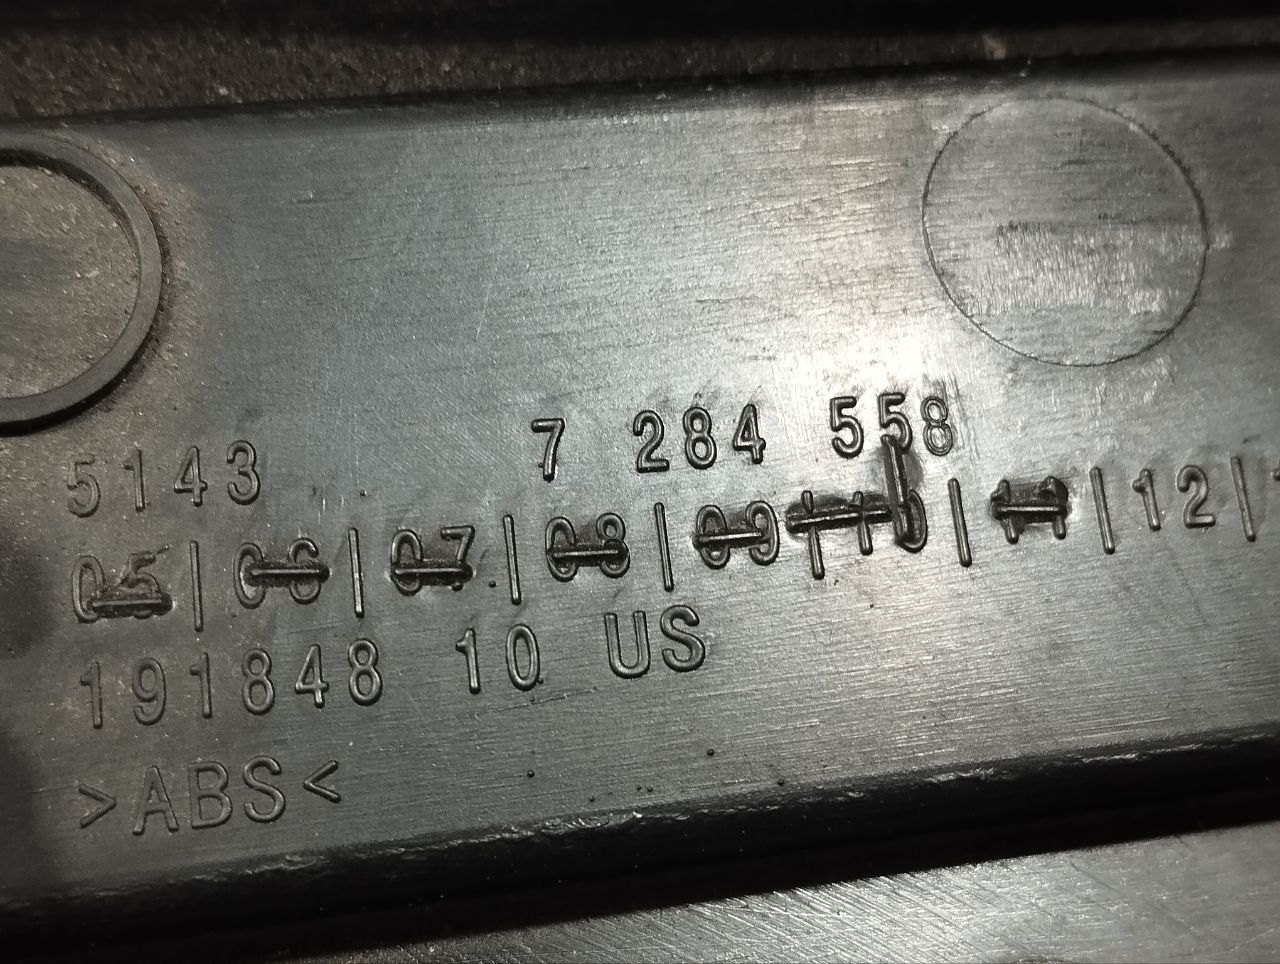 5143 7 284 558
05 | 06 | 07 | 08 | 09 | 10 | 11 | 12 |
191848 10 US
>ABS<